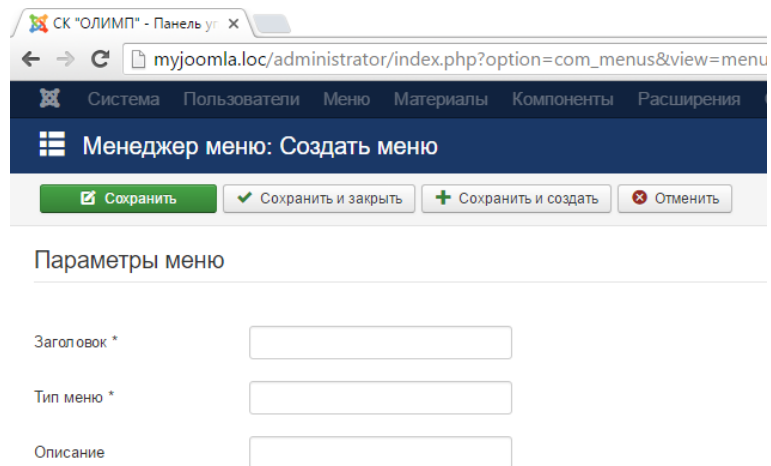 СК "ОЛИМП" - Панель уп
myjoomla.loc/administrator/index.php?option=com_menus&view=menu
Система Пользователи Меню Материалы Компоненты Расширения
Менеджер меню: Создать меню
Сохранить Сохранить и закрыть Сохранить и создать Отменить
Параметры меню
Заголовок *
Тип меню *
Описание